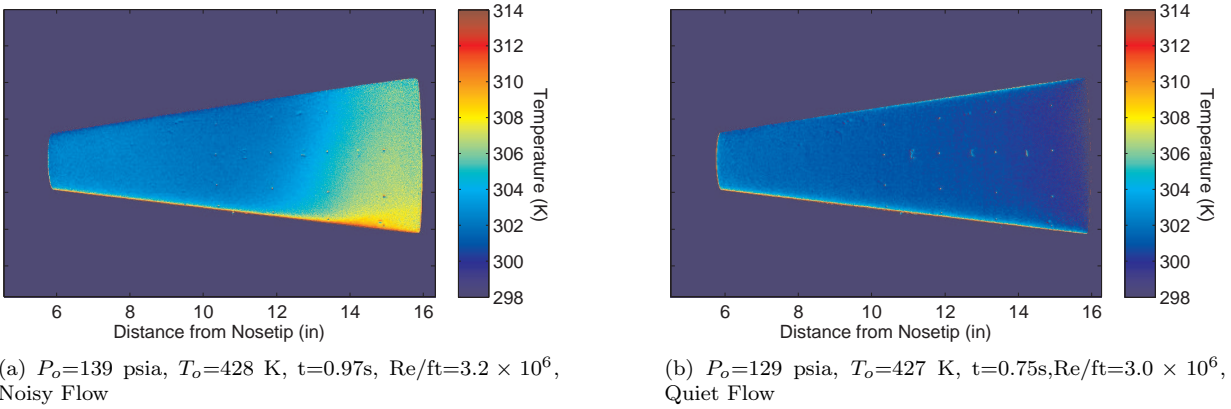 314
312
310
308
306
304
302
300
298
Temperature (K)
6 8 10 12 14 16
Distance from Nosetip (in)
(a) Pₒ=139 psia, Tₒ=428 K, t=0.97s, Re/ft=3.2 × 10⁶,
Noisy Flow
314
312
310
308
306
304
302
300
298
Temperature (K)
6 8 10 12 14 16
Distance from Nosetip (in)
(b) Pₒ=129 psia, Tₒ=427 K, t=0.75s,Re/ft=3.0 × 10⁶,
Quiet Flow